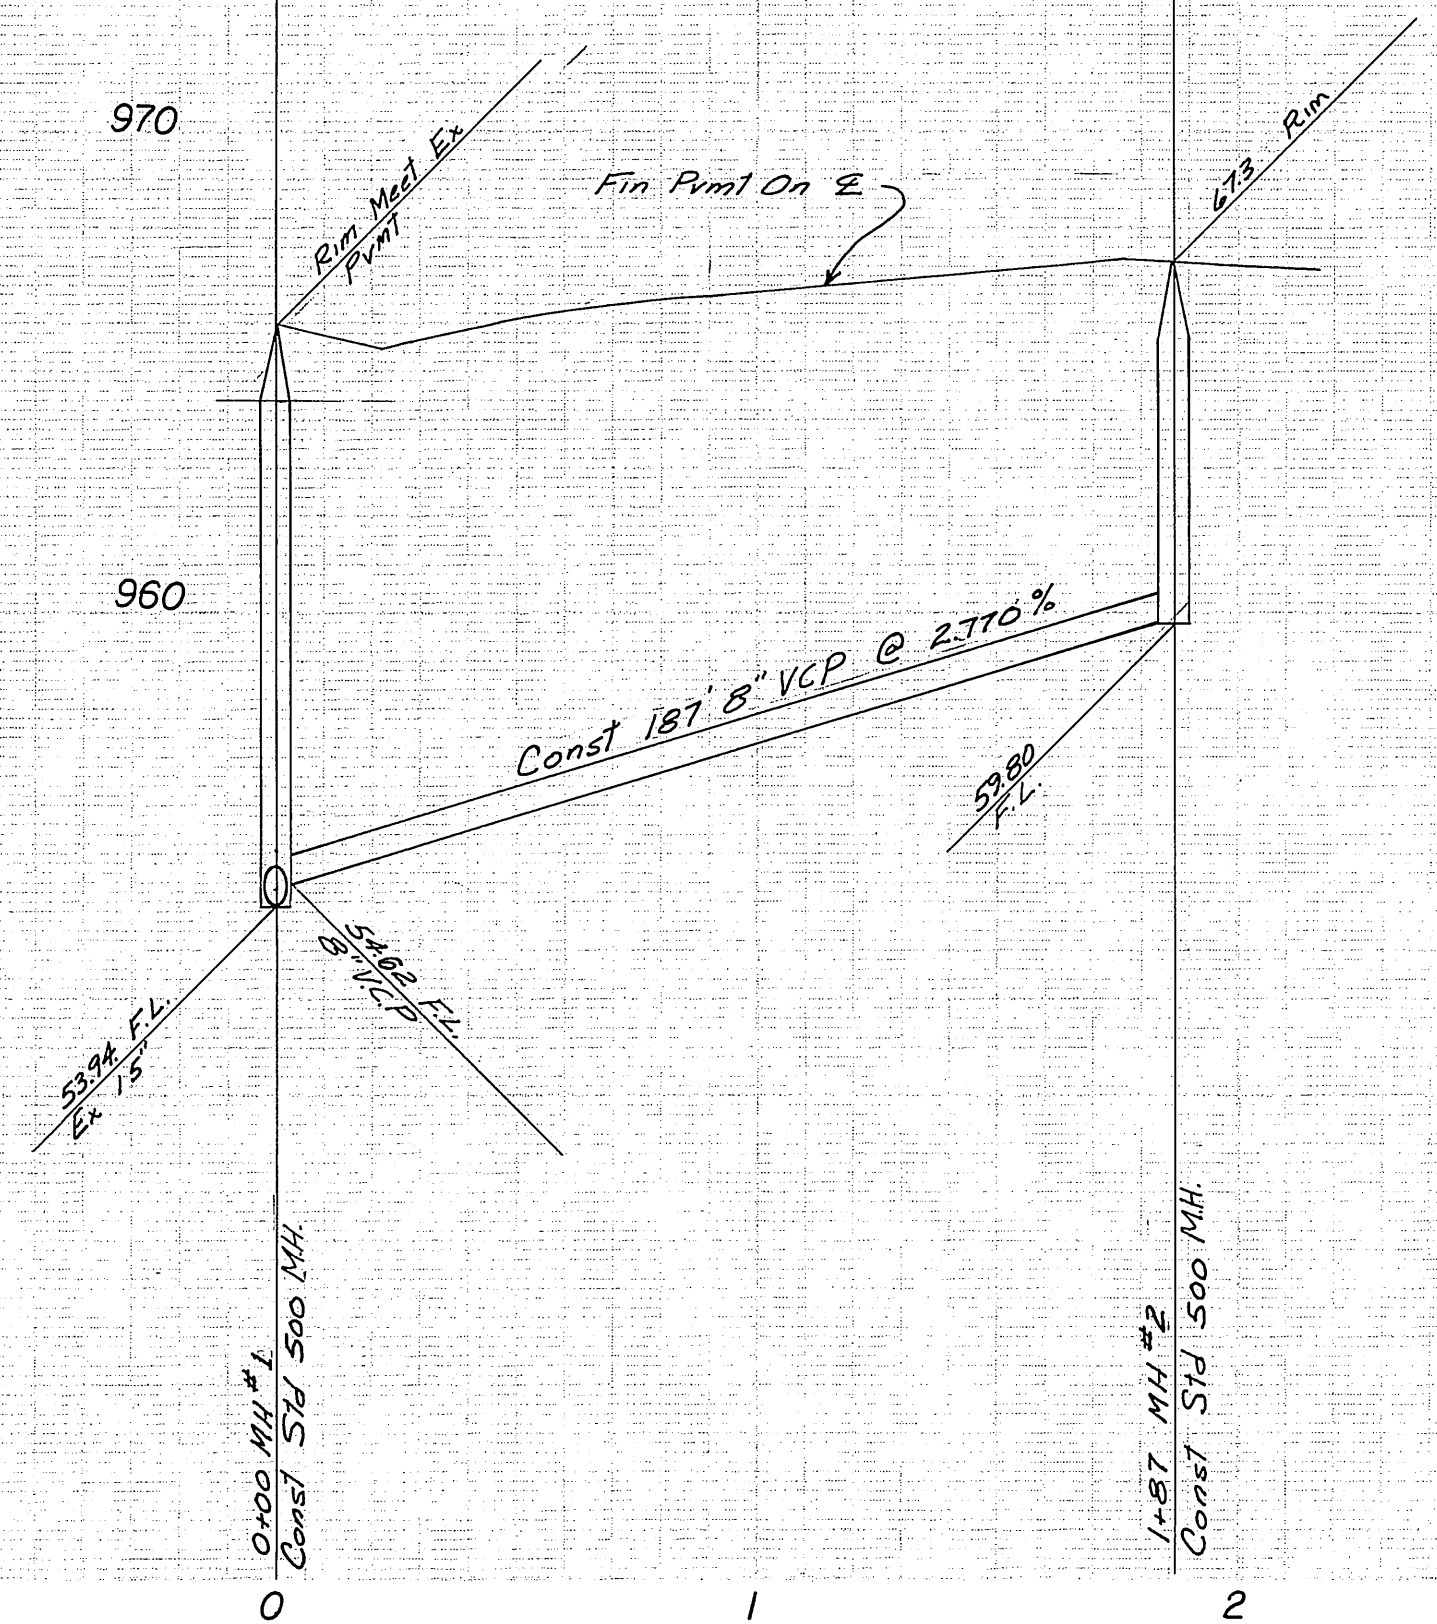 970
Rim Meet Ex
Pvmt
Fin Pvmt On ℄
67.3 Rim
960
Const 187' 8" VCP @ 2.770%
59.80
F.L.
54.62 F.L.
8" V.C.P
53.94 F.L.
Ex 15"
0+00 MH #1
Const Std 500 M.H.
1+87 MH #2
Const Std 500 M.H.
0 1 2